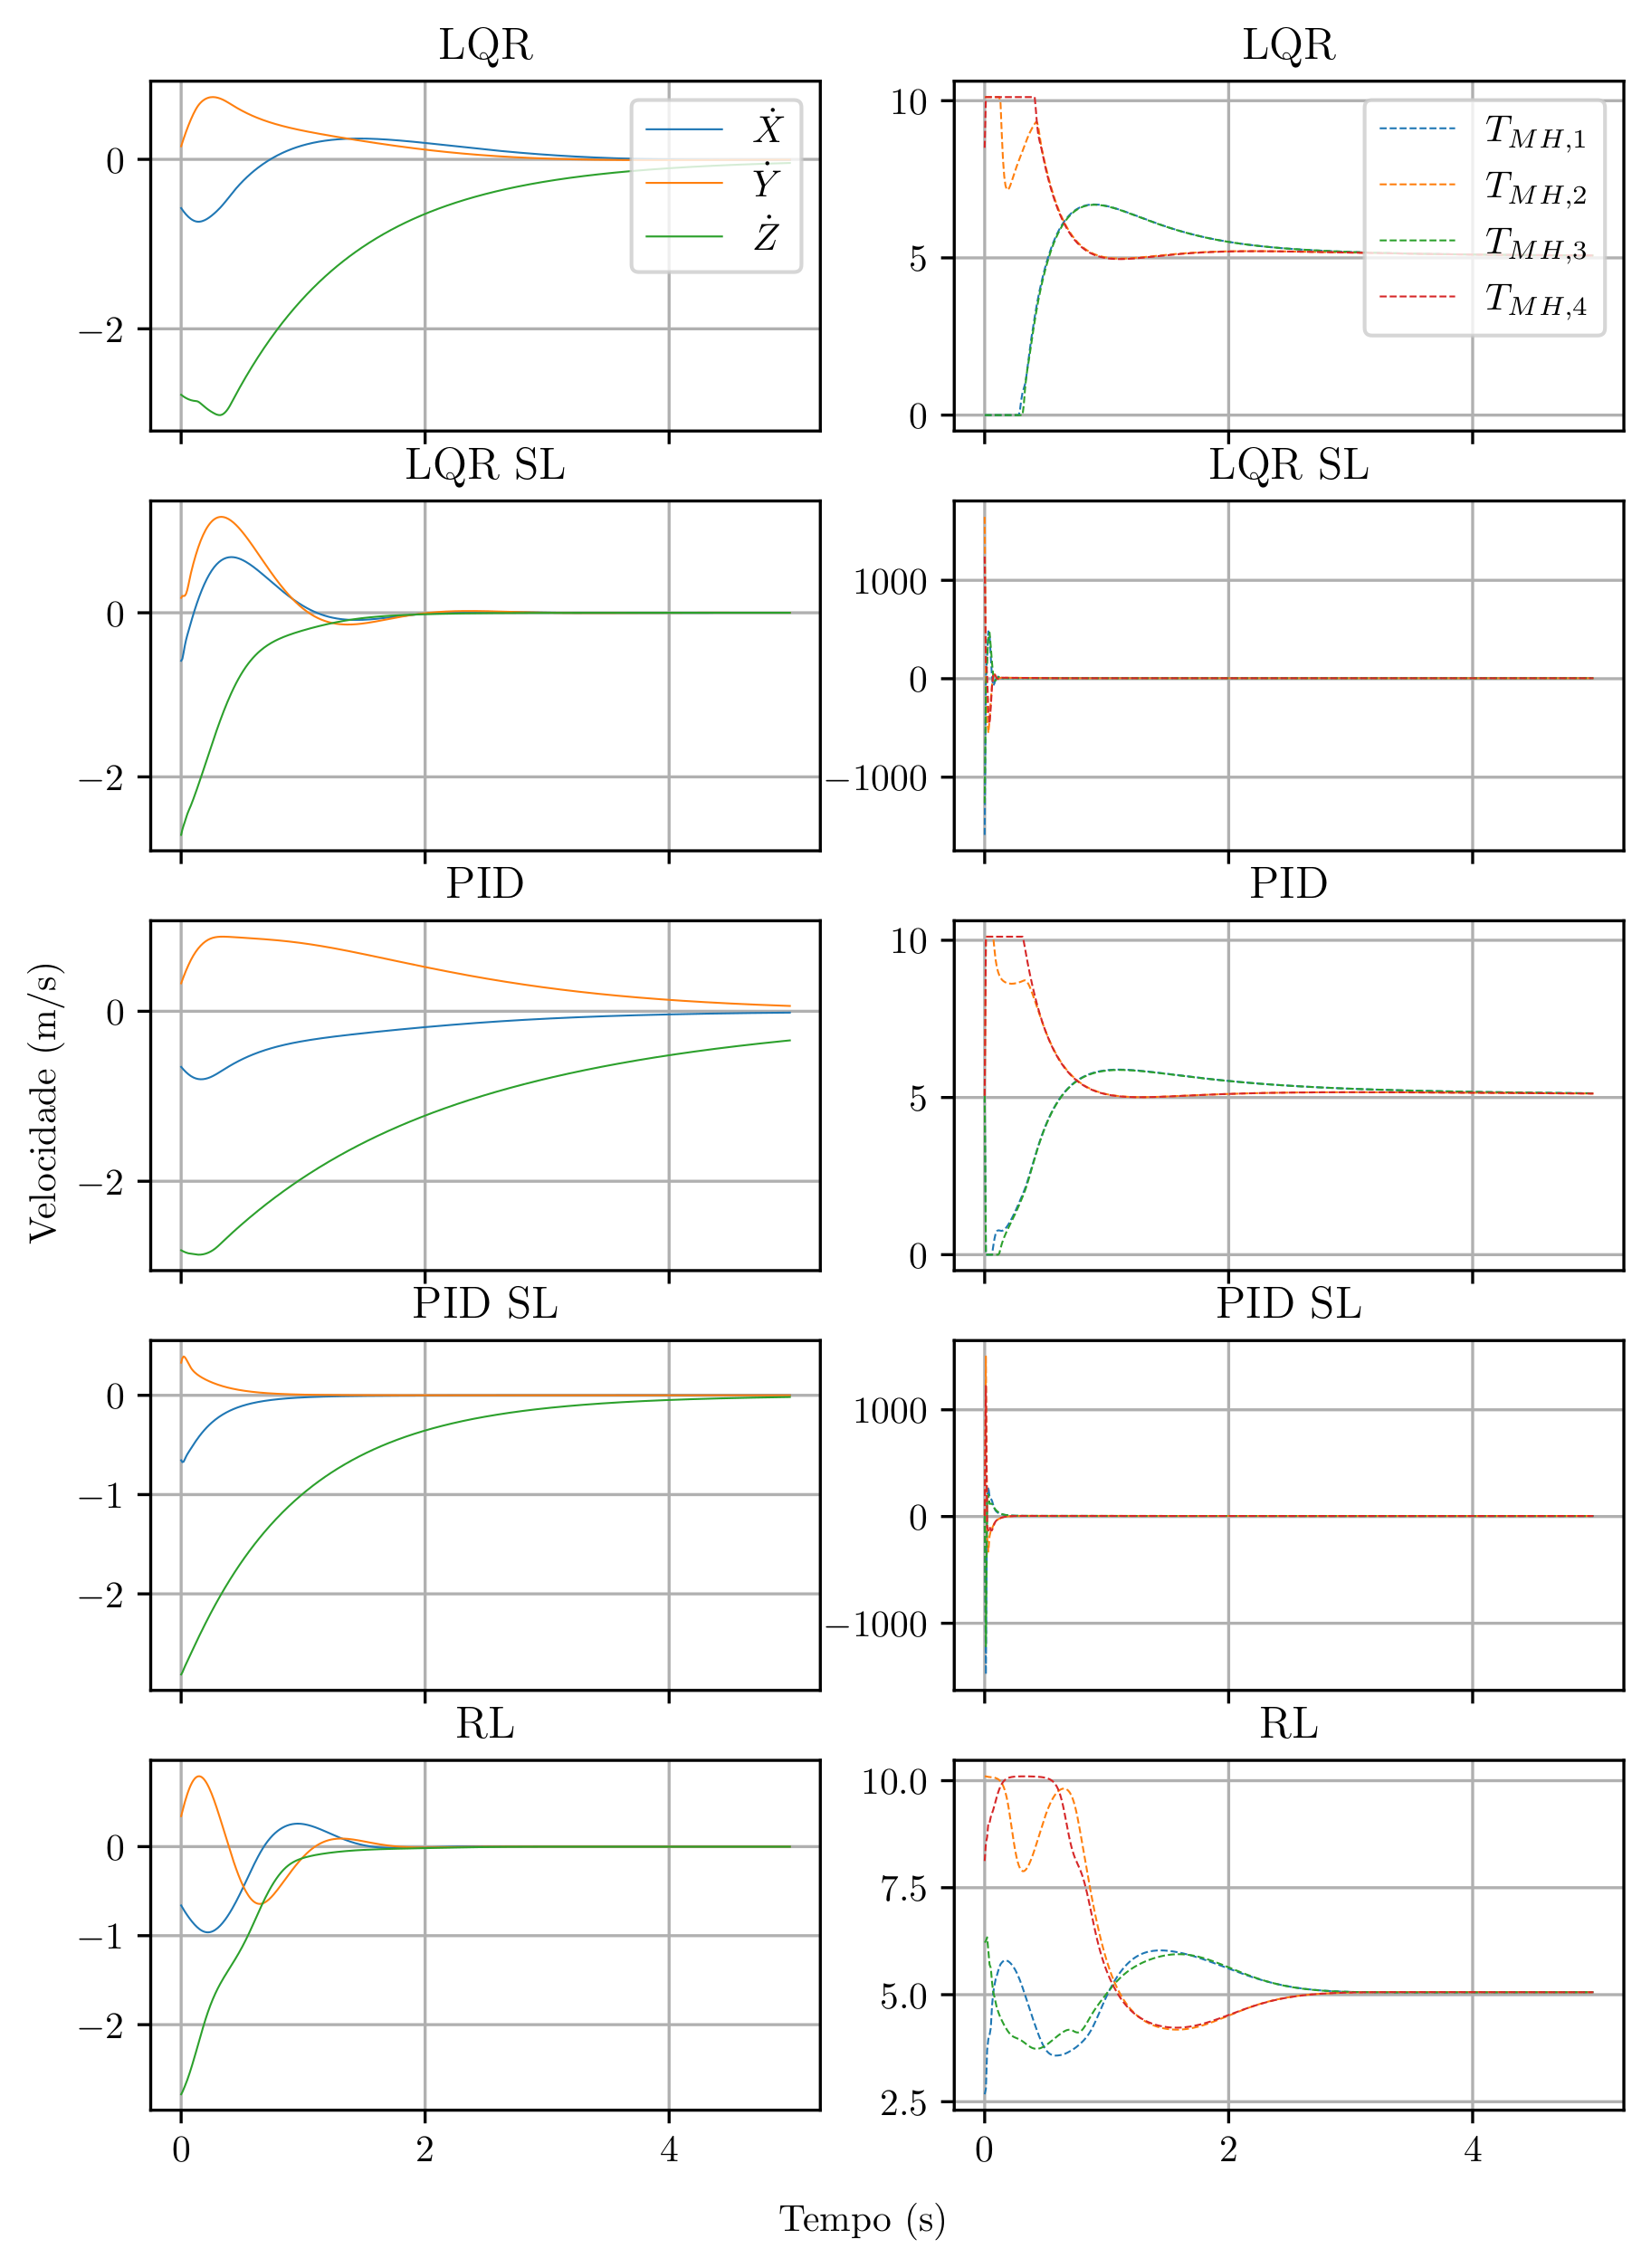 LQR
LQR
0
−2
Ẋ
Ẏ
Ż
10
5
0
T_{MH,1}
T_{MH,2}
T_{MH,3}
T_{MH,4}
LQR SL
LQR SL
0
−2
1000
0
−1000
PID
PID
0
−2
10
5
0
Velocidade (m/s)
PID SL
PID SL
0
−1
−2
1000
0
−1000
RL
RL
0
−1
−2
10.0
7.5
5.0
2.5
0 2 4
0 2 4
Tempo (s)